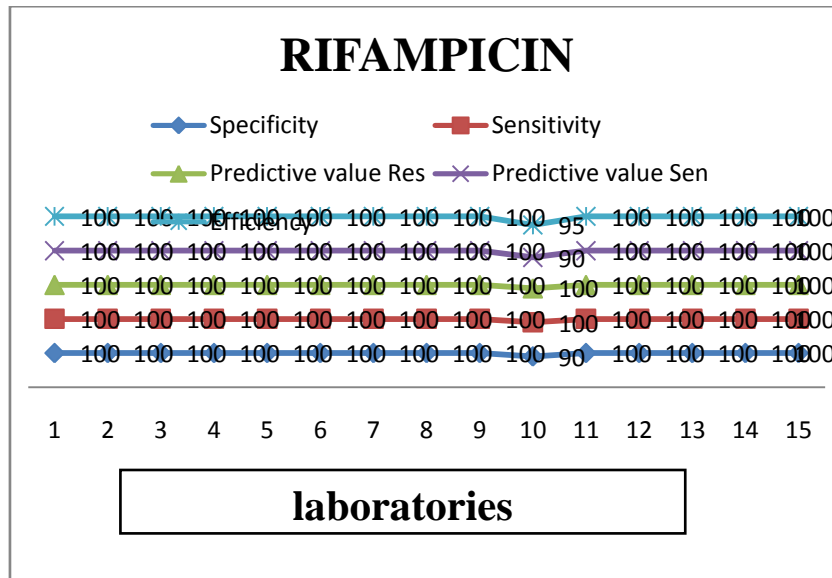 RIFAMPICIN
Specificity Sensitivity
Predictive value Res Predictive value Sen
Efficiency
100 100 100 100 100 100 100 100 100 95 100 100 100 100 100
100 100 100 100 100 100 100 100 100 90 100 100 100 100 100
100 100 100 100 100 100 100 100 100 100 100 100 100 100 100
100 100 100 100 100 100 100 100 100 100 100 100 100 100 100
100 100 100 100 100 100 100 100 100 90 100 100 100 100 100
1 2 3 4 5 6 7 8 9 10 11 12 13 14 15
laboratories